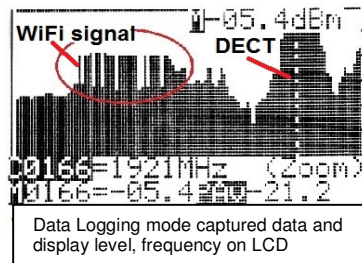 M-05.4dBm
WiFi signal
DECT
C0166=1921MHz (Zoom)
M0166=-05.4 -21.2
Data Logging mode captured data and
display level, frequency on LCD